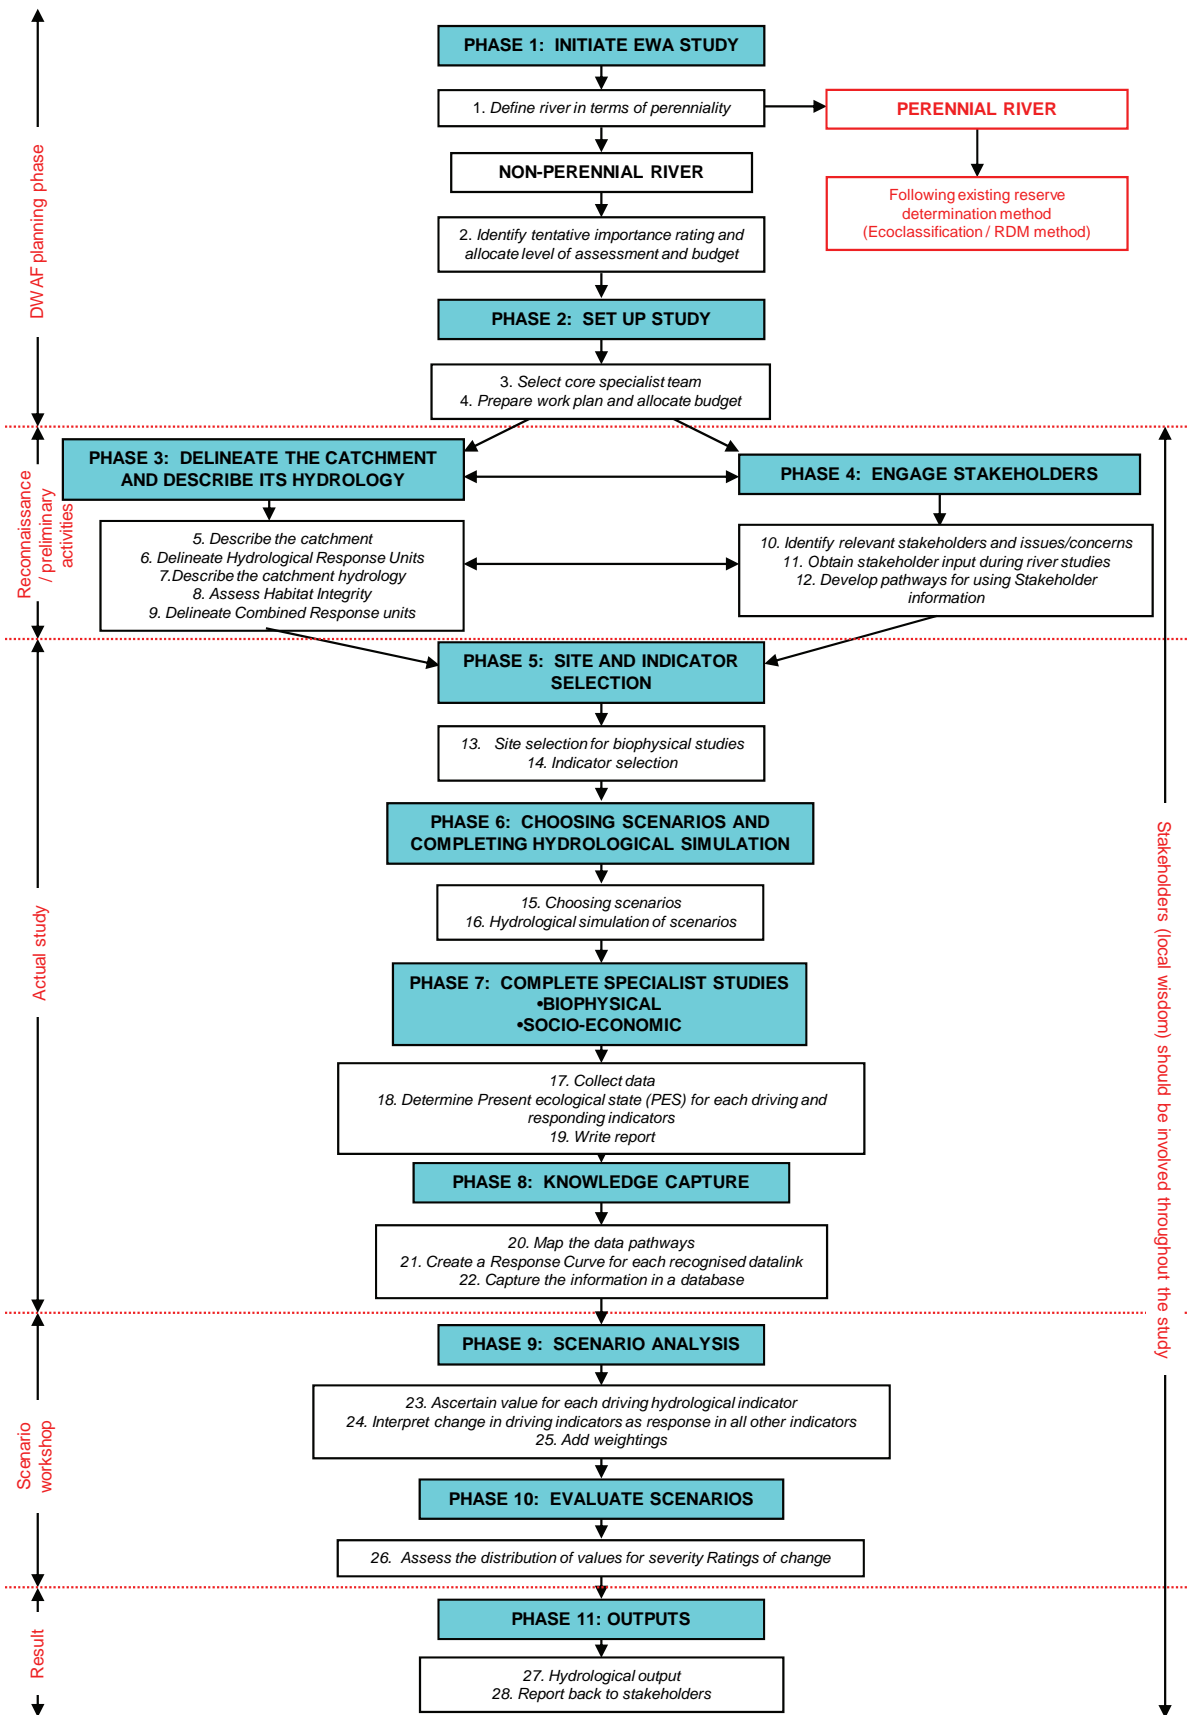 PHASE 1: INITIATE EWA STUDY
1. Define river in terms of perenniality
PERENNIAL RIVER
NON-PERENNIAL RIVER
Following existing reserve
determination method
(Ecoclassification / RDM method)
2. Identify tentative importance rating and
allocate level of assessment and budget
PHASE 2: SET UP STUDY
3. Select core specialist team
4. Prepare work plan and allocate budget
DWAF planning phase
PHASE 3: DELINEATE THE CATCHMENT
AND DESCRIBE ITS HYDROLOGY
PHASE 4: ENGAGE STAKEHOLDERS
5. Describe the catchment
6. Delineate Hydrological Response Units
7.Describe the catchment hydrology
8. Assess Habitat Integrity
9. Delineate Combined Response units
10. Identify relevant stakeholders and issues/concerns
11. Obtain stakeholder input during river studies
12. Develop pathways for using Stakeholder
information
Reconnaissance
/ preliminary
activities
PHASE 5: SITE AND INDICATOR
SELECTION
13. Site selection for biophysical studies
14. Indicator selection
PHASE 6: CHOOSING SCENARIOS AND
COMPLETING HYDROLOGICAL SIMULATION
15. Choosing scenarios
16. Hydrological simulation of scenarios
PHASE 7: COMPLETE SPECIALIST STUDIES
•BIOPHYSICAL
•SOCIO-ECONOMIC
17. Collect data
18. Determine Present ecological state (PES) for each driving and
responding indicators
19. Write report
PHASE 8: KNOWLEDGE CAPTURE
20. Map the data pathways
21. Create a Response Curve for each recognised datalink
22. Capture the information in a database
Actual study
Stakeholders (local wisdom) should be involved throughout the study
PHASE 9: SCENARIO ANALYSIS
23. Ascertain value for each driving hydrological indicator
24. Interpret change in driving indicators as response in all other indicators
25. Add weightings
PHASE 10: EVALUATE SCENARIOS
26. Assess the distribution of values for severity Ratings of change
Scenario
workshop
PHASE 11: OUTPUTS
27. Hydrological output
28. Report back to stakeholders
Result